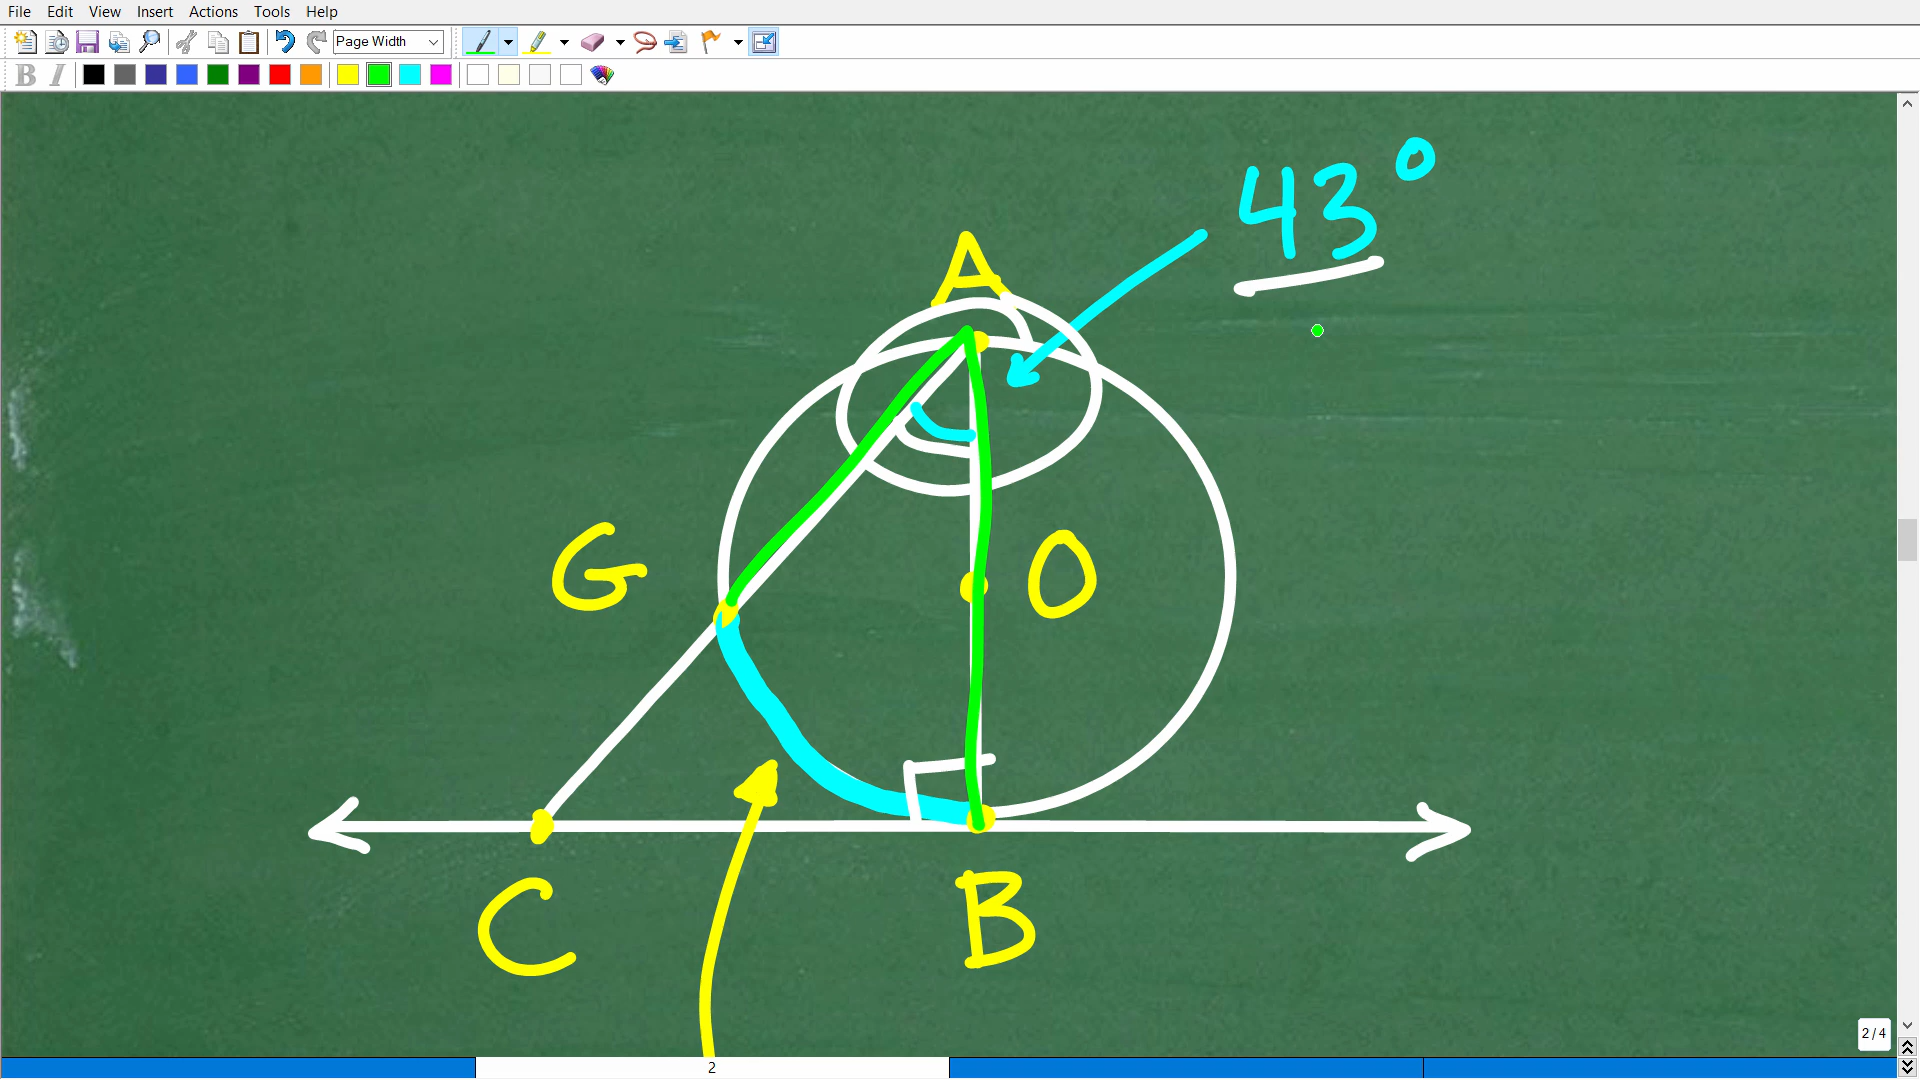 File Edit View Insert Actions Tools Help
Page Width
B I
43°
A
G O
C B
2 / 4
2